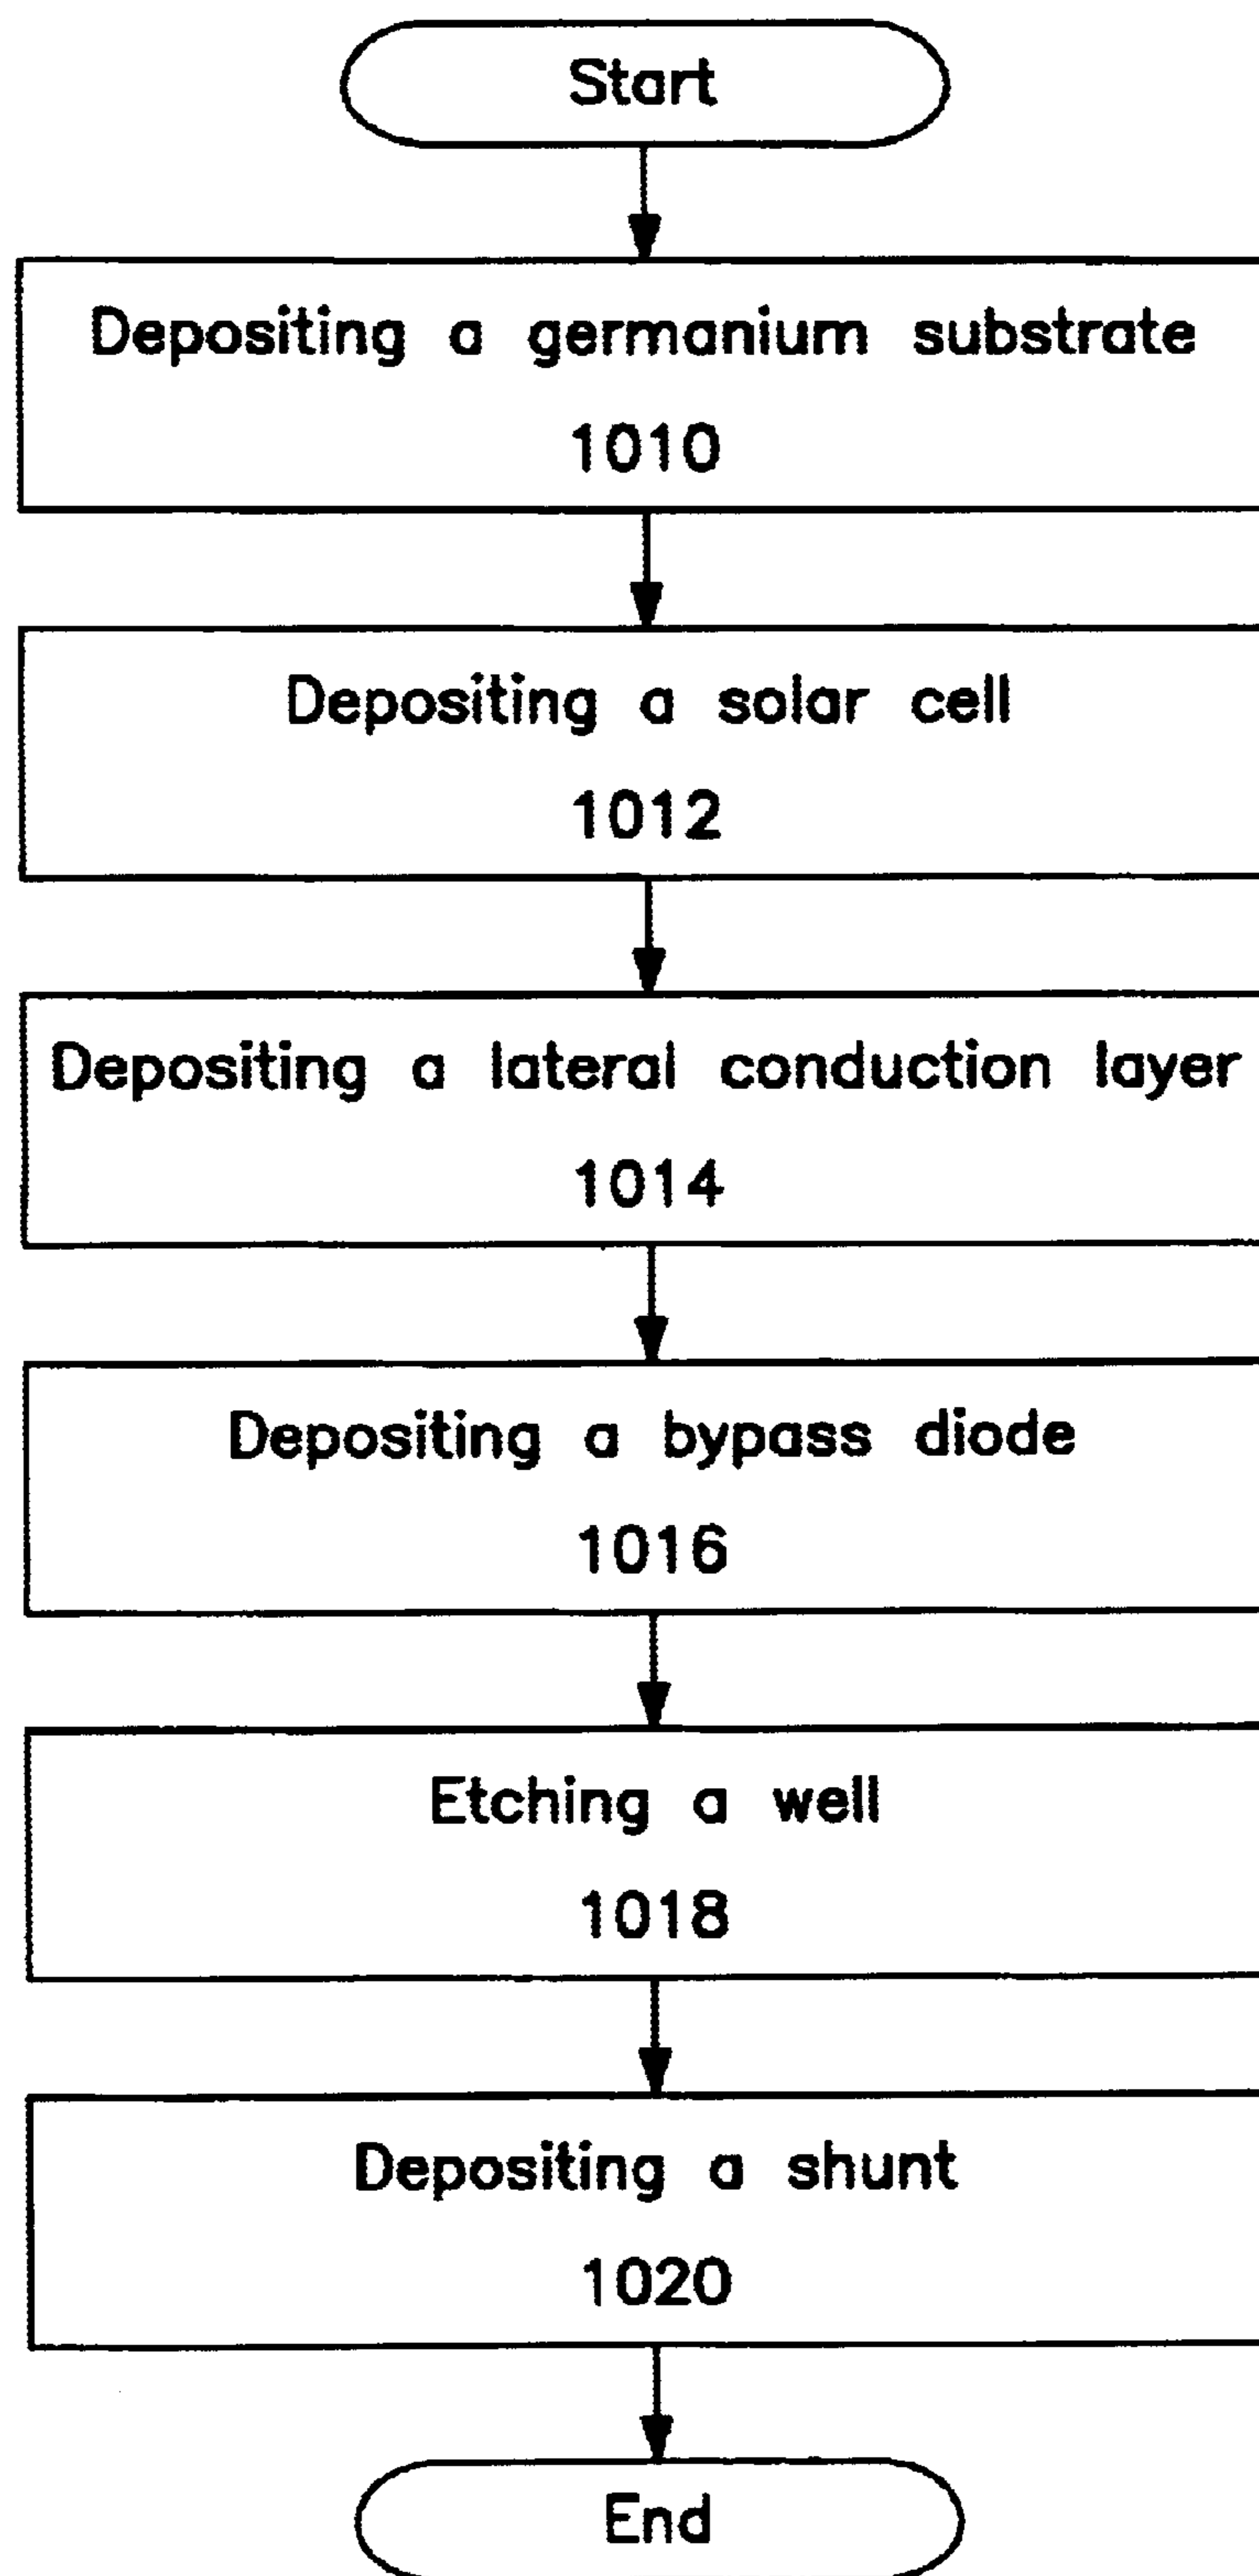 Start
Depositing a germanium substrate
1010
Depositing a solar cell
1012
Depositing a lateral conduction layer
1014
Depositing a bypass diode
1016
Etching a well
1018
Depositing a shunt
1020
End